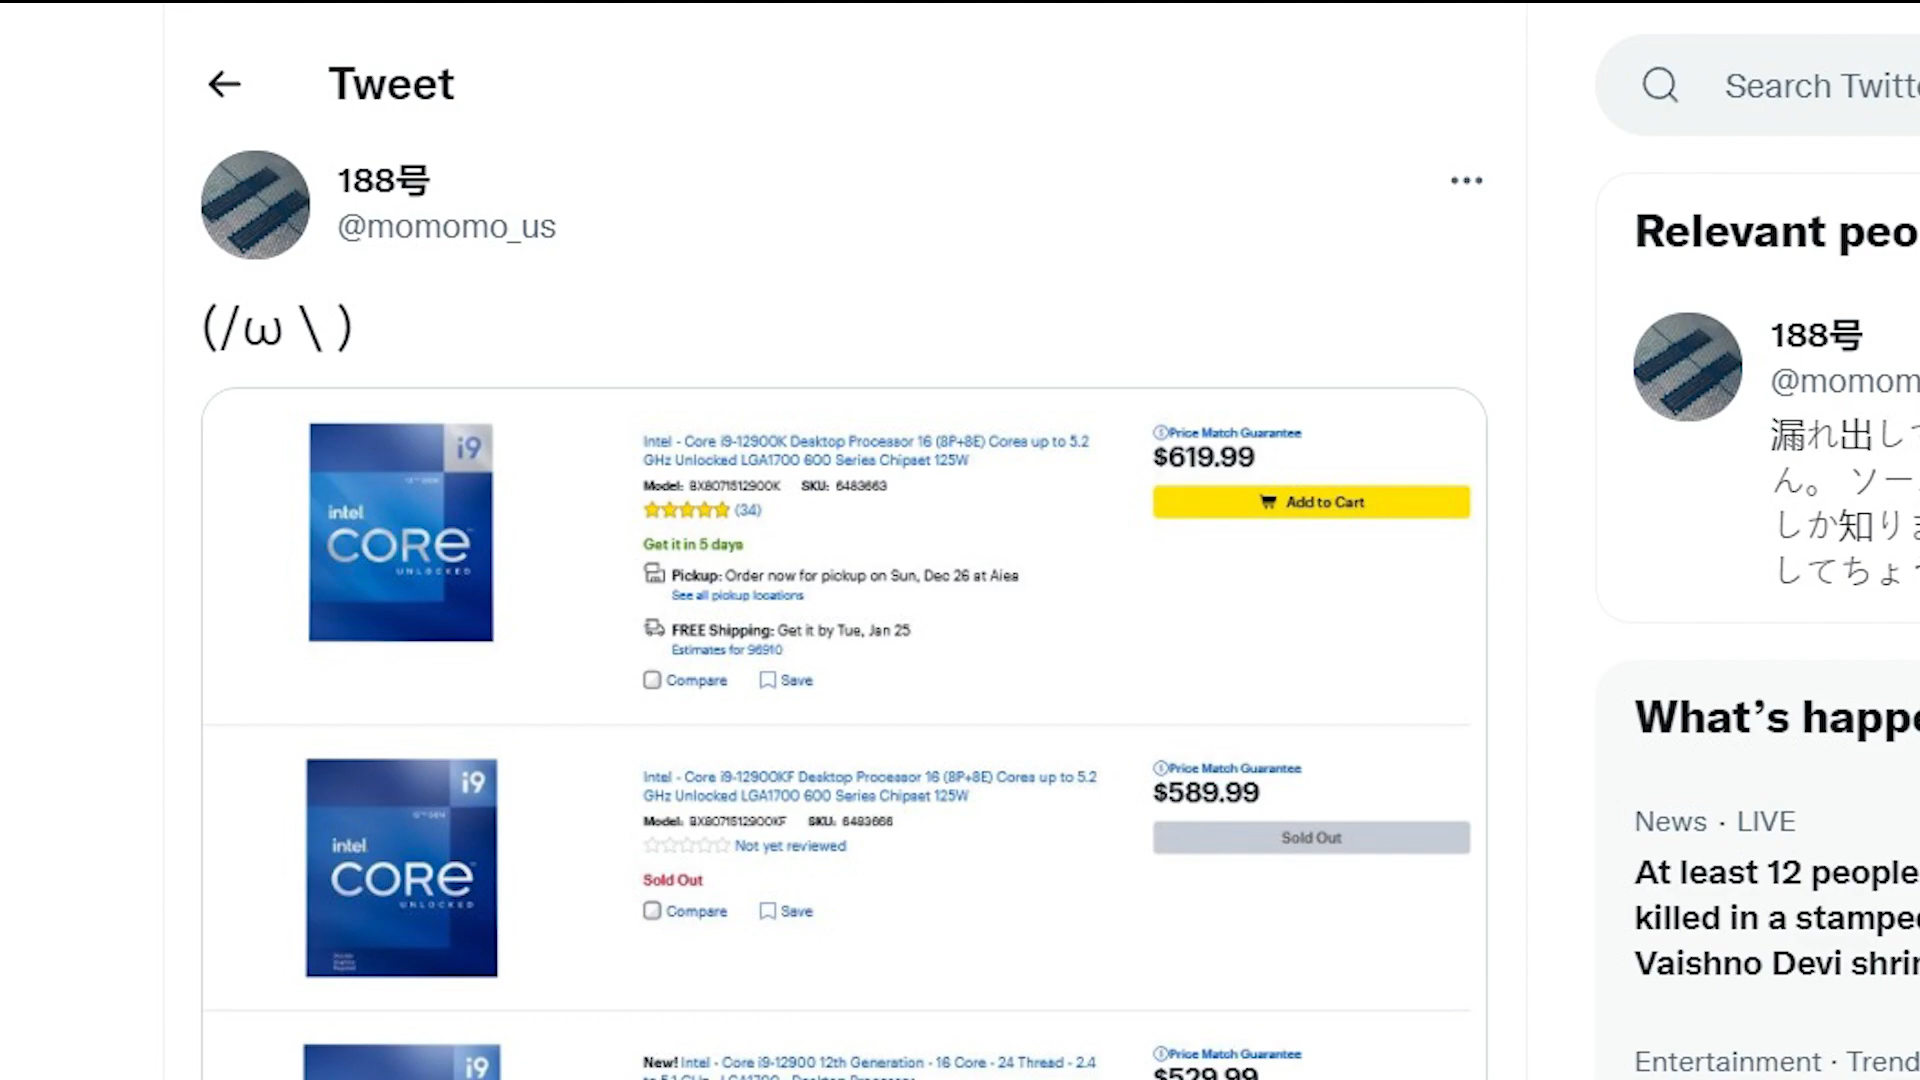 Tweet
Search Twitt
188号
@momomo_us
(/ω\)
i9
intel
CORE
UNLOCKED
Intel - Core i9-12900K Desktop Processor 16 (8P+8E) Cores up to 5.2
GHz Unlocked LGA1700 600 Series Chipset 125W
Model: BX8071512900K SKU: 6483663
(34)
Get it in 5 days
Pickup: Order now for pickup on Sun, Dec 26 at Aiea
See all pickup locations
FREE Shipping: Get it by Tue, Jan 25
Estimates for 96910
Compare Save
Price Match Guarantee
$619.99
Add to Cart
i9
intel
CORE
UNLOCKED
Intel - Core i9-12900KF Desktop Processor 16 (8P+8E) Cores up to 5.2
GHz Unlocked LGA1700 600 Series Chipset 125W
Model: BX8071512900KF SKU: 6483666
Not yet reviewed
Sold Out
Compare Save
Price Match Guarantee
$589.99
Sold Out
i9
New! Intel - Core i9-12900 12th Generation - 16 Core - 24 Thread - 2.4
Price Match Guarantee
$529.99
Relevant peo
188号
@momom
漏れ出して
ん。 ソー
しか知りま
してちょ
What's happe
News · LIVE
At least 12 people
killed in a stampe
Vaishno Devi shri
Entertainment · Trend